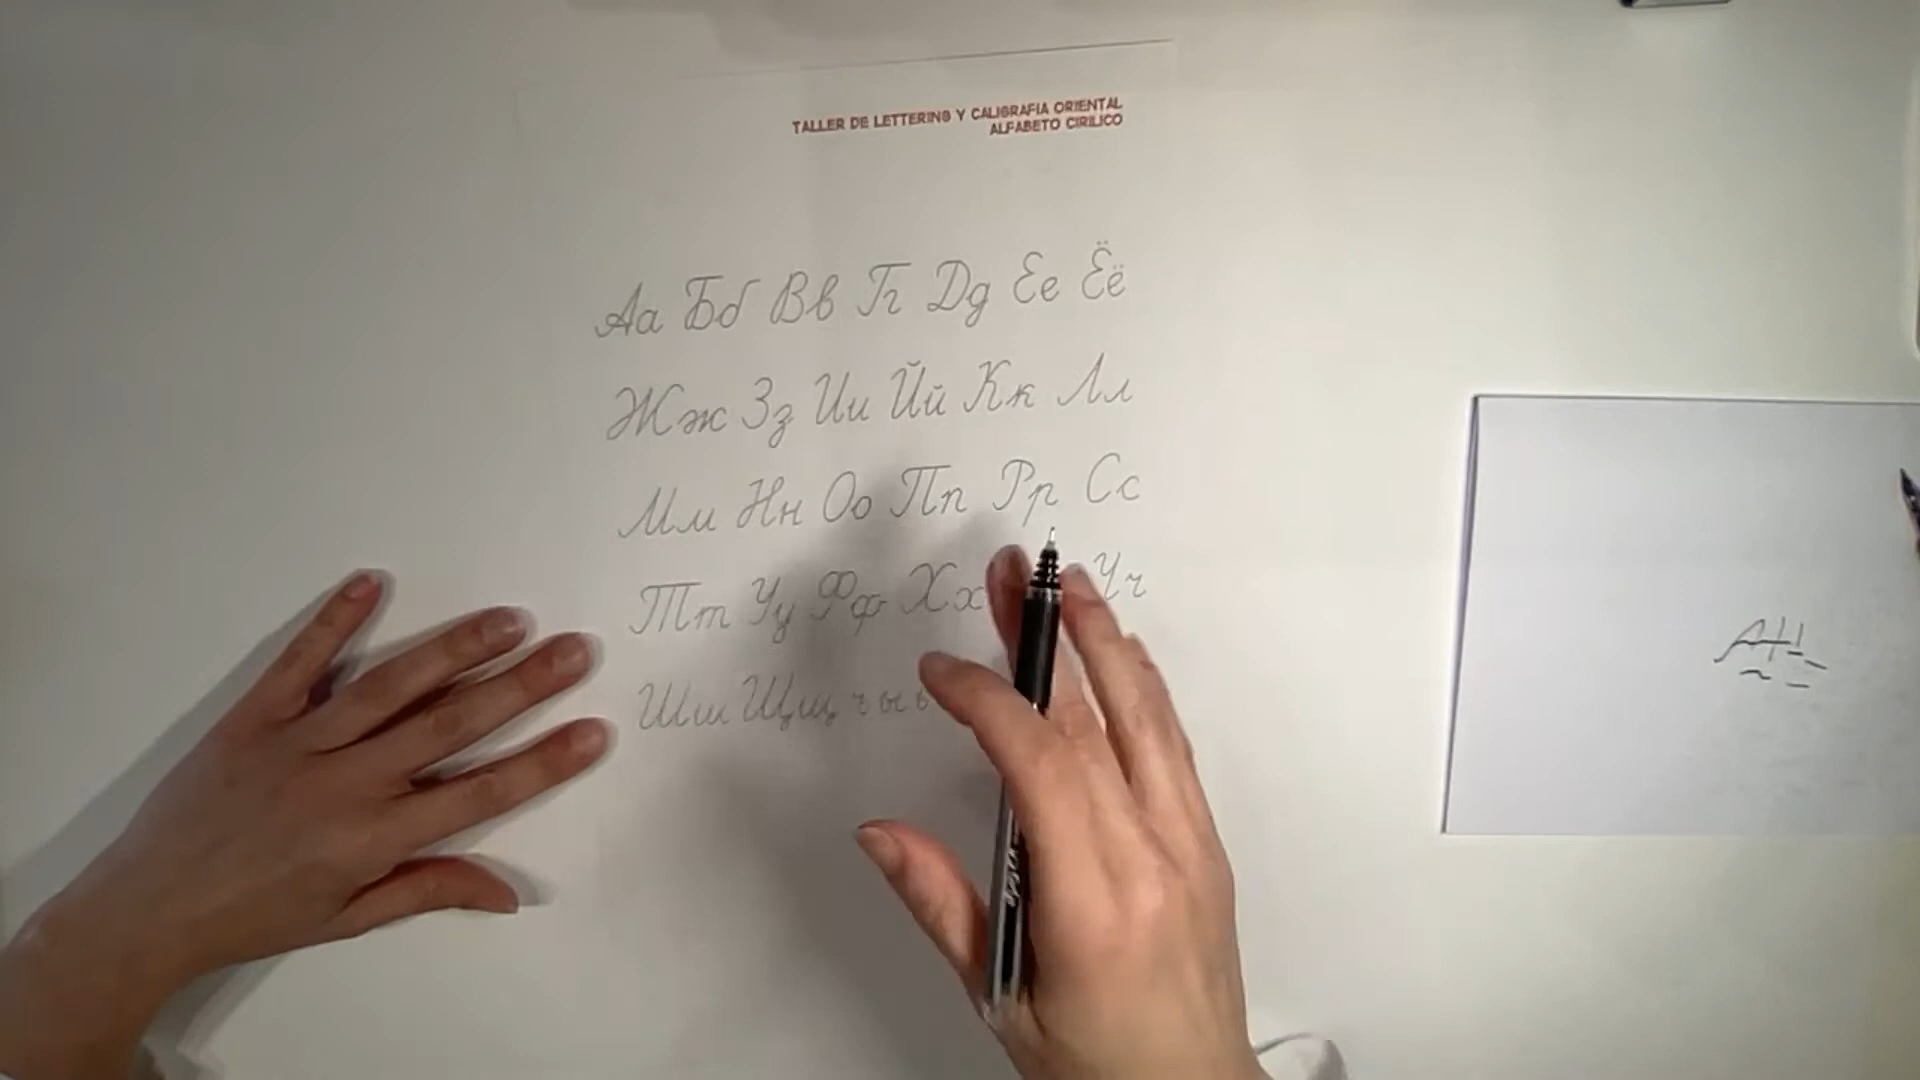 TALLER DE LETTERING Y CALIGRAFIA ORIENTAL
ALFABETO CIRILICO
Аа Бб Вв Гг Дд Ее Ёё
Жж Зз Ии Йй Кк Лл
Мм Нн Оо Пп Рр Сс
Тт Уу Фф Хх Чч
Шш Щщ ъ ы ь